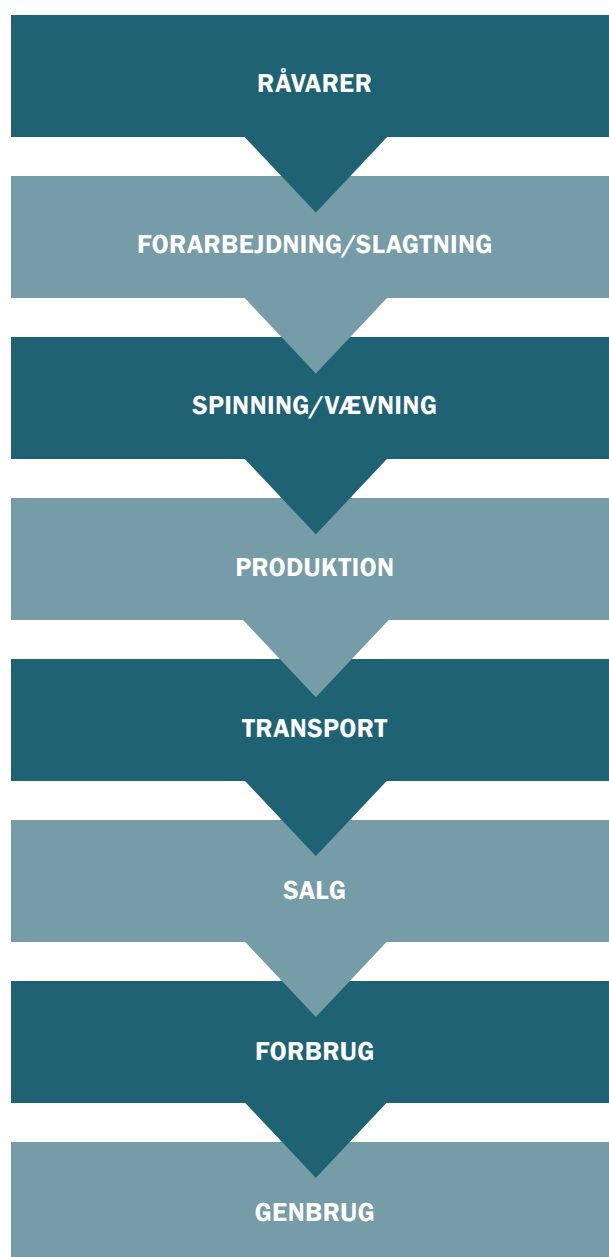 RÅVARER
FORARBEJDNING/SLAGTNING
SPINNING/VÆVNING
PRODUKTION
TRANSPORT
SALG
FORBRUG
GENBRUG